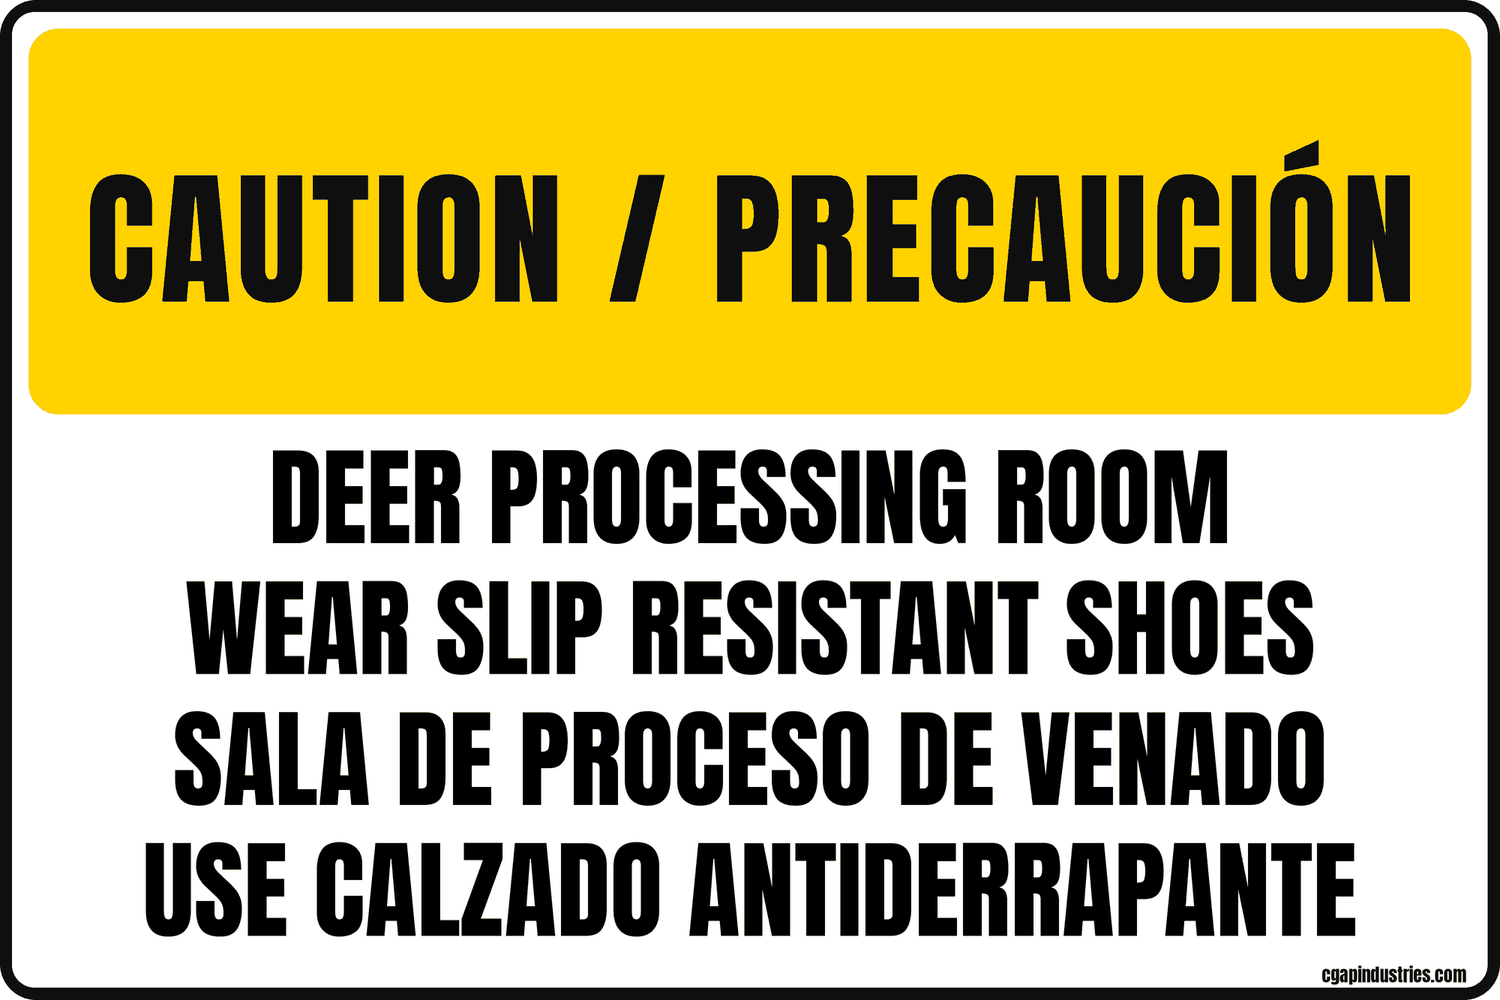 CAUTION / PRECAUCIÓN
DEER PROCESSING ROOM
WEAR SLIP RESISTANT SHOES
SALA DE PROCESO DE VENADO
USE CALZADO ANTIDERRAPANTE
cgapindustries.com